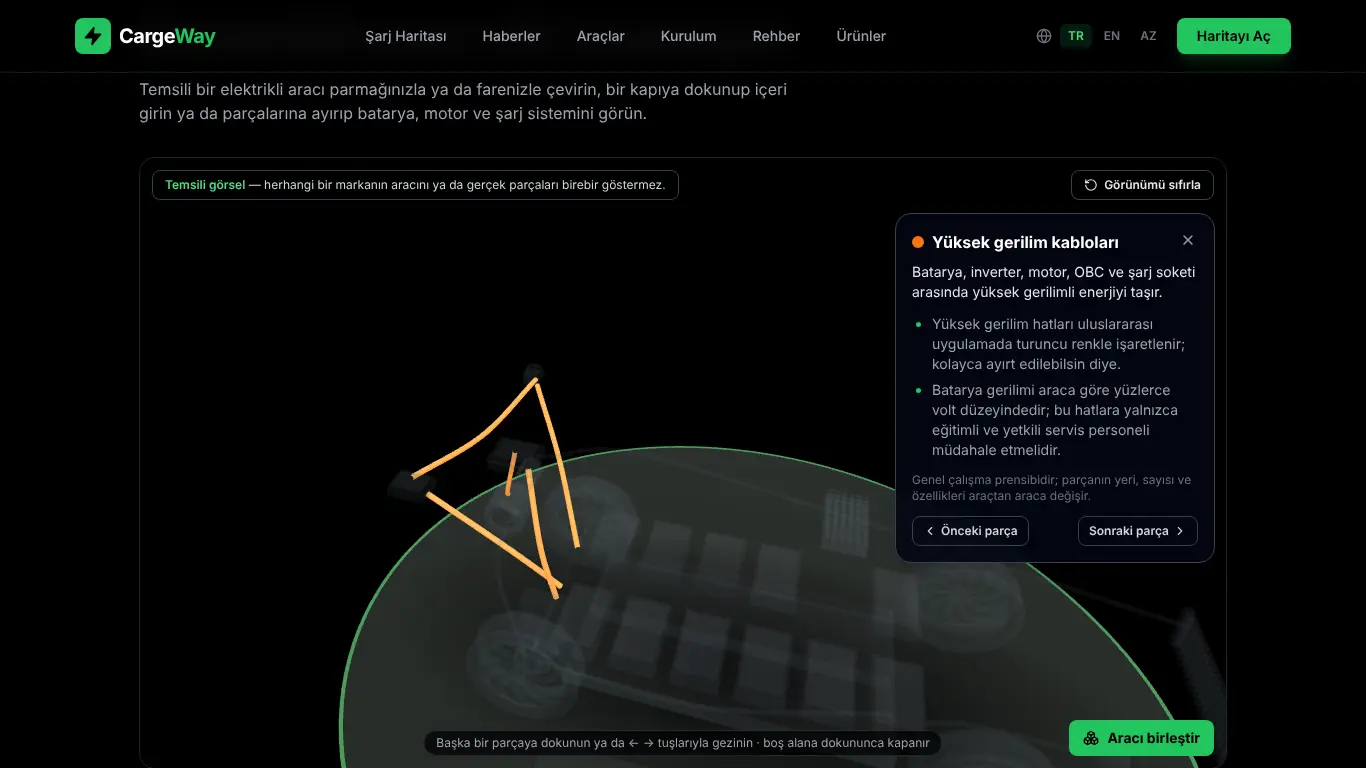 CargeWay
Şarj Haritası
Haberler
Araçlar
Kurulum
Rehber
Ürünler
TR
EN
AZ
Haritayı Aç
Temsili bir elektrikli aracı parmağınızla ya da farenizle çevirin, bir kapıya dokunup içeri
girin ya da parçalarına ayırıp batarya, motor ve şarj sistemini görün.
Temsili görsel — herhangi bir markanın aracını ya da gerçek parçaları birebir göstermez.
Görünümü sıfırla
Yüksek gerilim kabloları
Batarya, inverter, motor, OBC ve şarj soketi
arasında yüksek gerilimli enerjiyi taşır.
Yüksek gerilim hatları uluslararası
uygulamada turuncu renkle işaretlenir;
kolayca ayırt edilebilsin diye.
Batarya gerilimi araca göre yüzlerce
volt düzeyindedir; bu hatlara yalnızca
eğitimli ve yetkili servis personeli
müdahale etmelidir.
Genel çalışma prensibidir; parçanın yeri, sayısı ve
özellikleri araçtan araca değişir.
Önceki parça
Sonraki parça
Başka bir parçaya dokunun ya da ← → tuşlarıyla gezinin · boş alana dokununca kapanır
Aracı birleştir